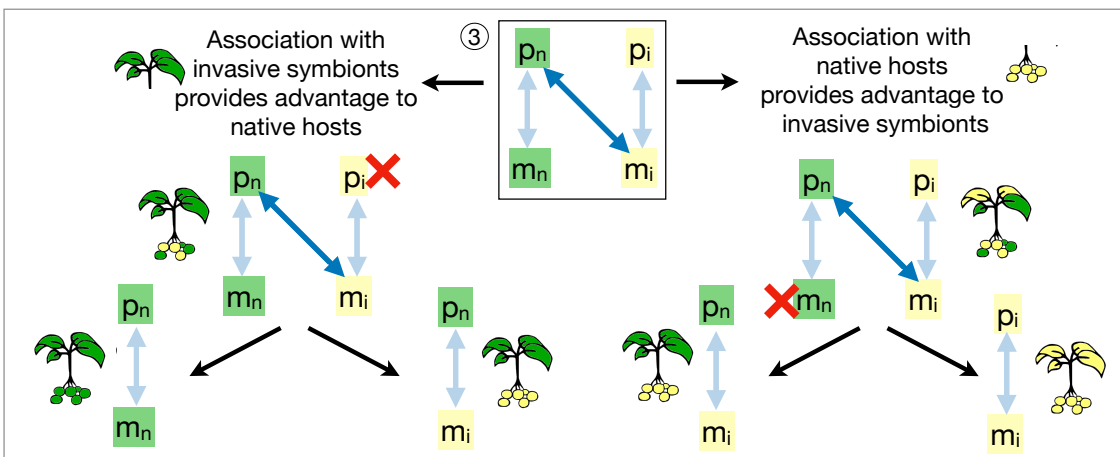 Association with
invasive symbionts
provides advantage to
native hosts
③
pₙ pᵢ
mₙ mᵢ
Association with
native hosts
provides advantage to
invasive symbionts
pₙ pᵢ
mₙ mᵢ
pₙ
mₙ
pₙ
mᵢ
pₙ pᵢ
mₙ mᵢ
pₙ
mᵢ
pᵢ
mᵢ